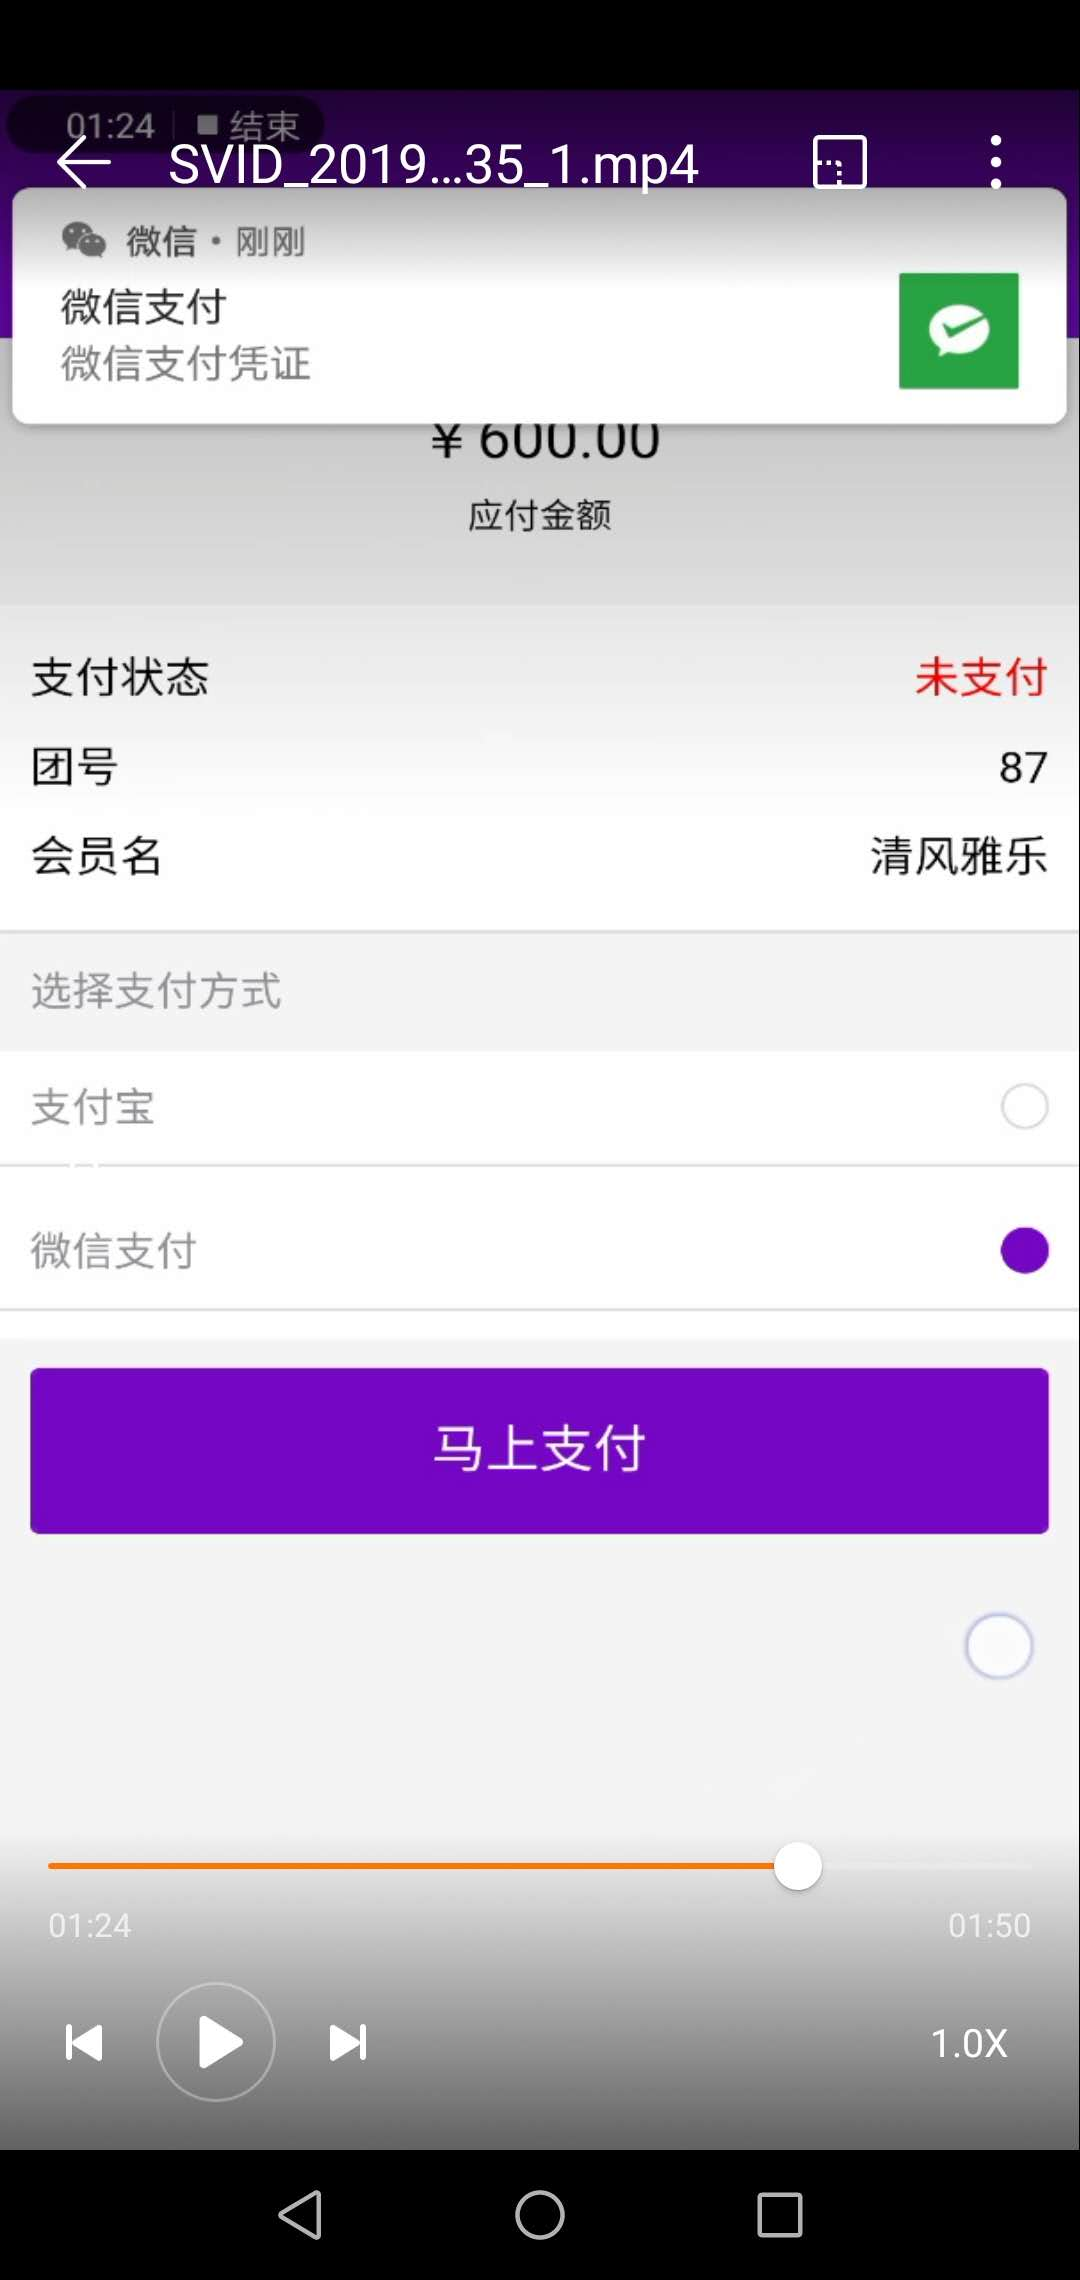 01:24 结束
SVID_2019...35_1.mp4
微信·刚刚
微信支付
微信支付凭证
¥ 600.00
应付金额
支付状态 未支付
团号 87
会员名 清风雅乐
选择支付方式
支付宝
微信支付
马上支付
01:24 01:50
1.0X